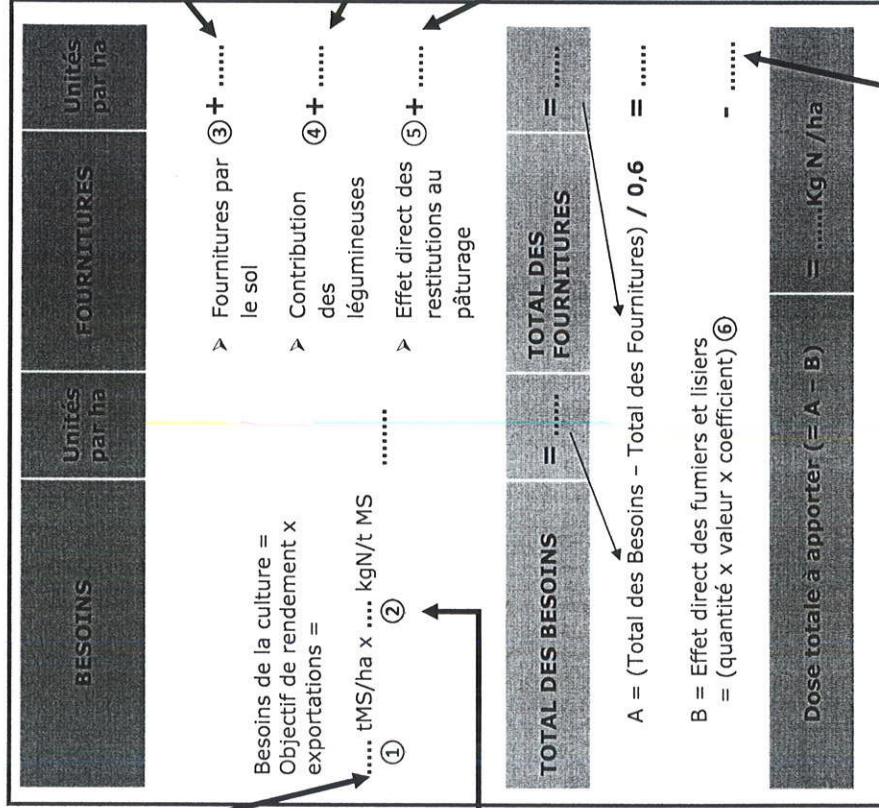 BESOINS
Unités
par ha
FOURNITURES
Unités
par ha
Besoins de la culture =
Objectif de rendement x
exportations =
..... tMS/ha x .... kgN/t MS ........
① ②
➢ Fournitures par ③ + ......
le sol
➢ Contribution ④ + ......
des
légumineuses
➢ Effet direct des ⑤ + ......
restitutions au
pâturage
TOTAL DES BESOINS
= ......
TOTAL DES
FOURNITURES
= ......
A = (Total des Besoins – Total des Fournitures) / 0,6 = ......
B = Effet direct des fumiers et lisiers
= (quantité x valeur x coefficient) ⑥ - .......
Dose totale à apporter (= A – B)
= ......Kg N /ha